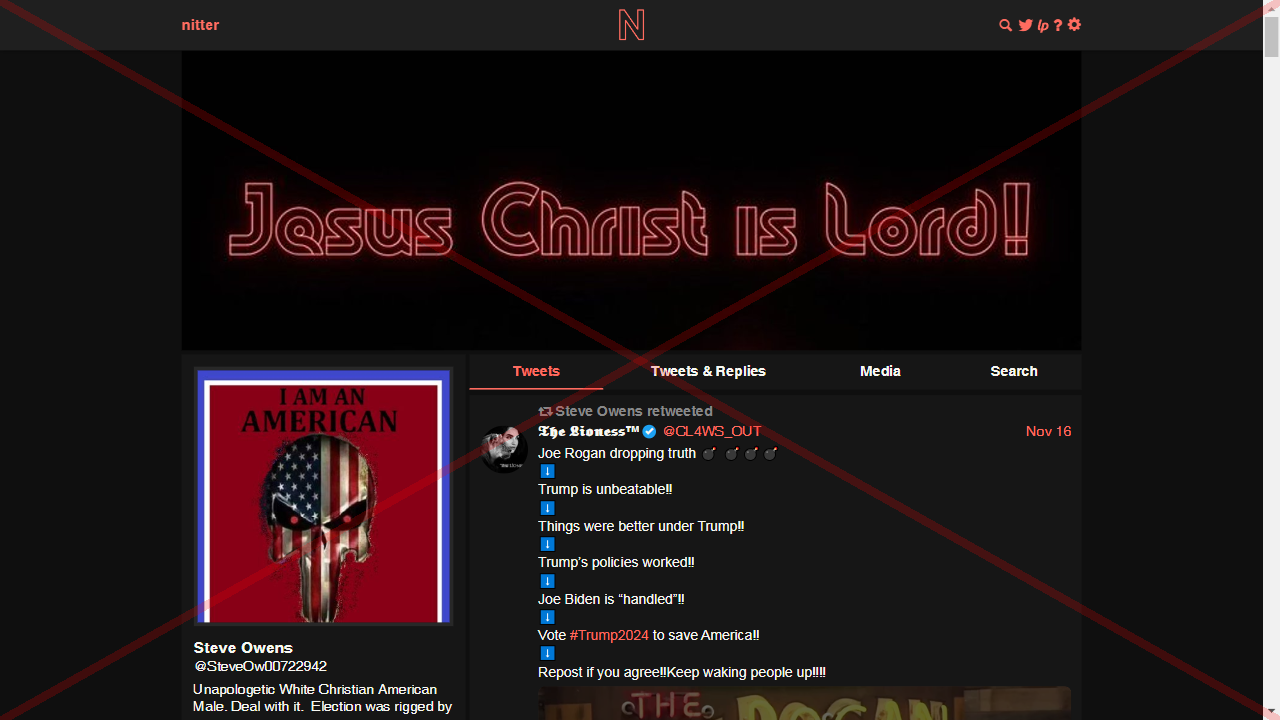 nitter
N
lp ?
Jesus Christ is Lord!
Tweets
Tweets & Replies
Media
Search
I AM AN
AMERICAN
Steve Owens
@SteveOw00722942
Unapologetic White Christian American
Male. Deal with it. Election was rigged by
Steve Owens retweeted
𝕿𝖍𝖊 𝕷𝖎𝖔𝖓𝖊𝖘𝖘™ @CL4WS_OUT
Nov 16
Joe Rogan dropping truth 💣 💣 💣 💣
⬇️
Trump is unbeatable‼️
⬇️
Things were better under Trump‼️
⬇️
Trump’s policies worked‼️
⬇️
Joe Biden is “handled”‼️
⬇️
Vote #Trump2024 to save America‼️
⬇️
Repost if you agree‼️Keep waking people up‼️‼️
THE
ROGAN